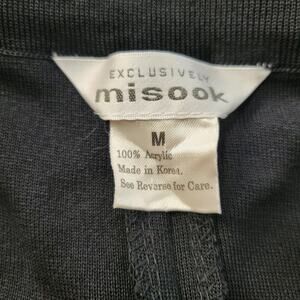 EXCLUSIVELY
misook
M
100% Acrylic
Made in Korea.
See Reverse for Care.